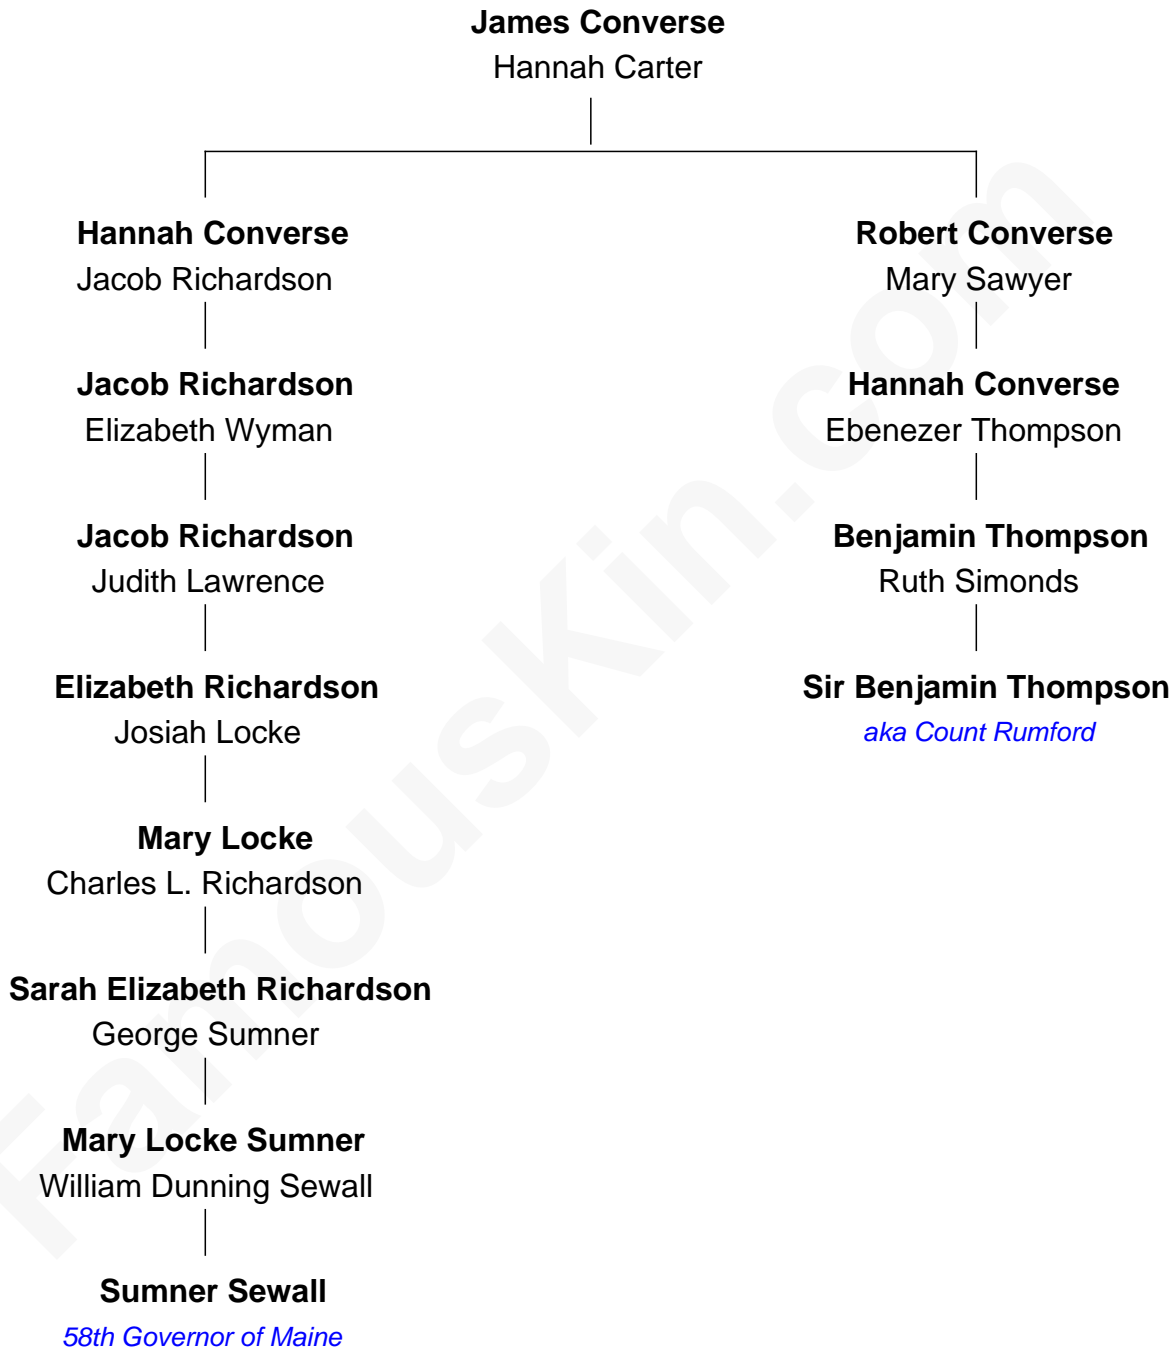 James Converse
Hannah Carter
Hannah Converse
Jacob Richardson
Jacob Richardson
Elizabeth Wyman
Jacob Richardson
Judith Lawrence
Elizabeth Richardson
Josiah Locke
Mary Locke
Charles L. Richardson
Sarah Elizabeth Richardson
George Sumner
Mary Locke Sumner
William Dunning Sewall
Sumner Sewall
58th Governor of Maine
Robert Converse
Mary Sawyer
Hannah Converse
Ebenezer Thompson
Benjamin Thompson
Ruth Simonds
Sir Benjamin Thompson
aka Count Rumford
FamousKin.com